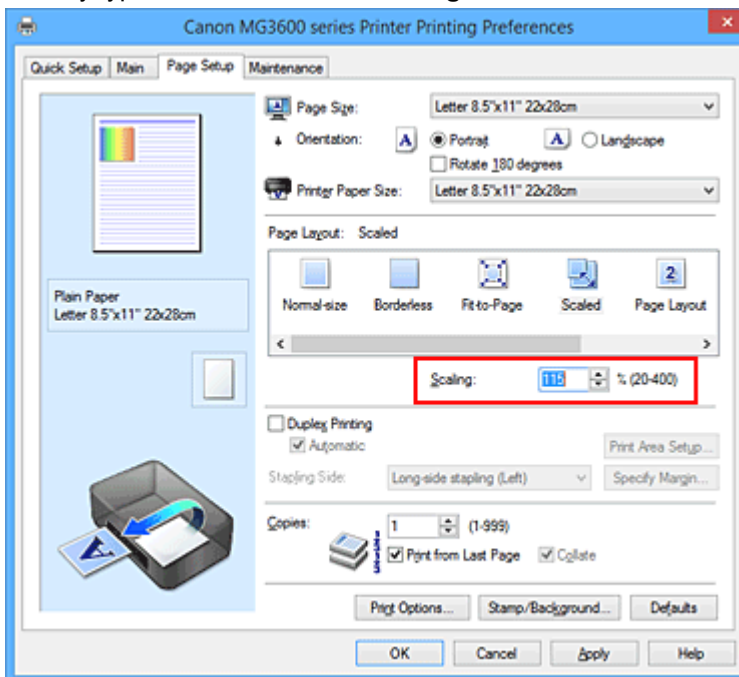 Canon MG3600 series Printer Printing Preferences
Quick Setup Main Page Setup Maintenance
Page Size: Letter 8.5"x11" 22x28cm
Orientation: A Portrait A Landscape
Rotate 180 degrees
Printer Paper Size: Letter 8.5"x11" 22x28cm
Page Layout: Scaled
Normal-size Borderless Fit-to-Page Scaled Page Layout
Plain Paper
Letter 8.5"x11" 22x28cm
Scaling: 115 % (20-400)
Duplex Printing
Automatic Print Area Setup...
Stapling Side: Long-side stapling (Left) Specify Margin...
Copies: 1 (1-999)
Print from Last Page Collate
Print Options... Stamp/Background... Defaults
OK Cancel Apply Help